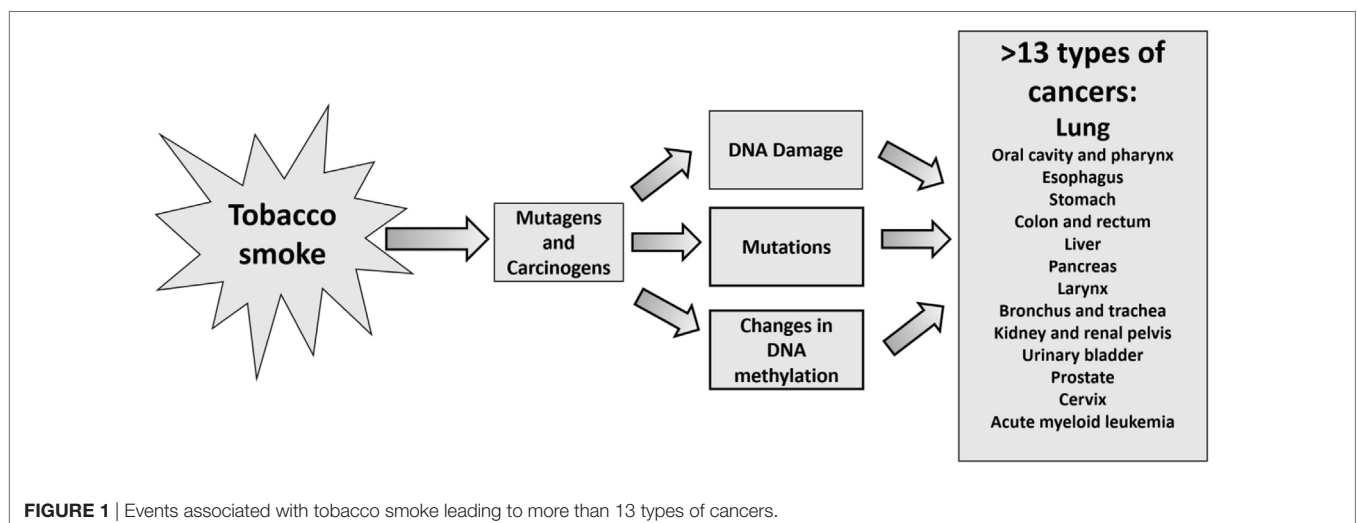 Tobacco
smoke
Mutagens
and
Carcinogens
DNA Damage
Mutations
Changes in
DNA
methylation
>13 types of
cancers:
Lung
Oral cavity and pharynx
Esophagus
Stomach
Colon and rectum
Liver
Pancreas
Larynx
Bronchus and trachea
Kidney and renal pelvis
Urinary bladder
Prostate
Cervix
Acute myeloid leukemia
FIGURE 1 | Events associated with tobacco smoke leading to more than 13 types of cancers.